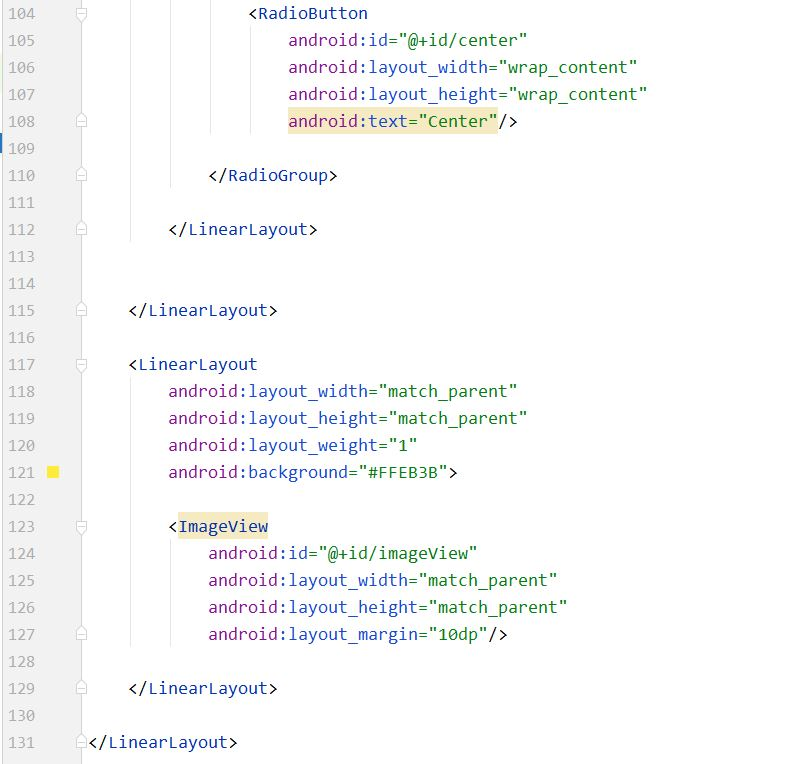 104 <RadioButton
105 android:id="@+id/center"
106 android:layout_width="wrap_content"
107 android:layout_height="wrap_content"
108 android:text="Center"/>
109
110 </RadioGroup>
111
112 </LinearLayout>
113
114
115 </LinearLayout>
116
117 <LinearLayout
118 android:layout_width="match_parent"
119 android:layout_height="match_parent"
120 android:layout_weight="1"
121 android:background="#FFEB3B">
122
123 <ImageView
124 android:id="@+id/imageView"
125 android:layout_width="match_parent"
126 android:layout_height="match_parent"
127 android:layout_margin="10dp"/>
128
129 </LinearLayout>
130
131 </LinearLayout>